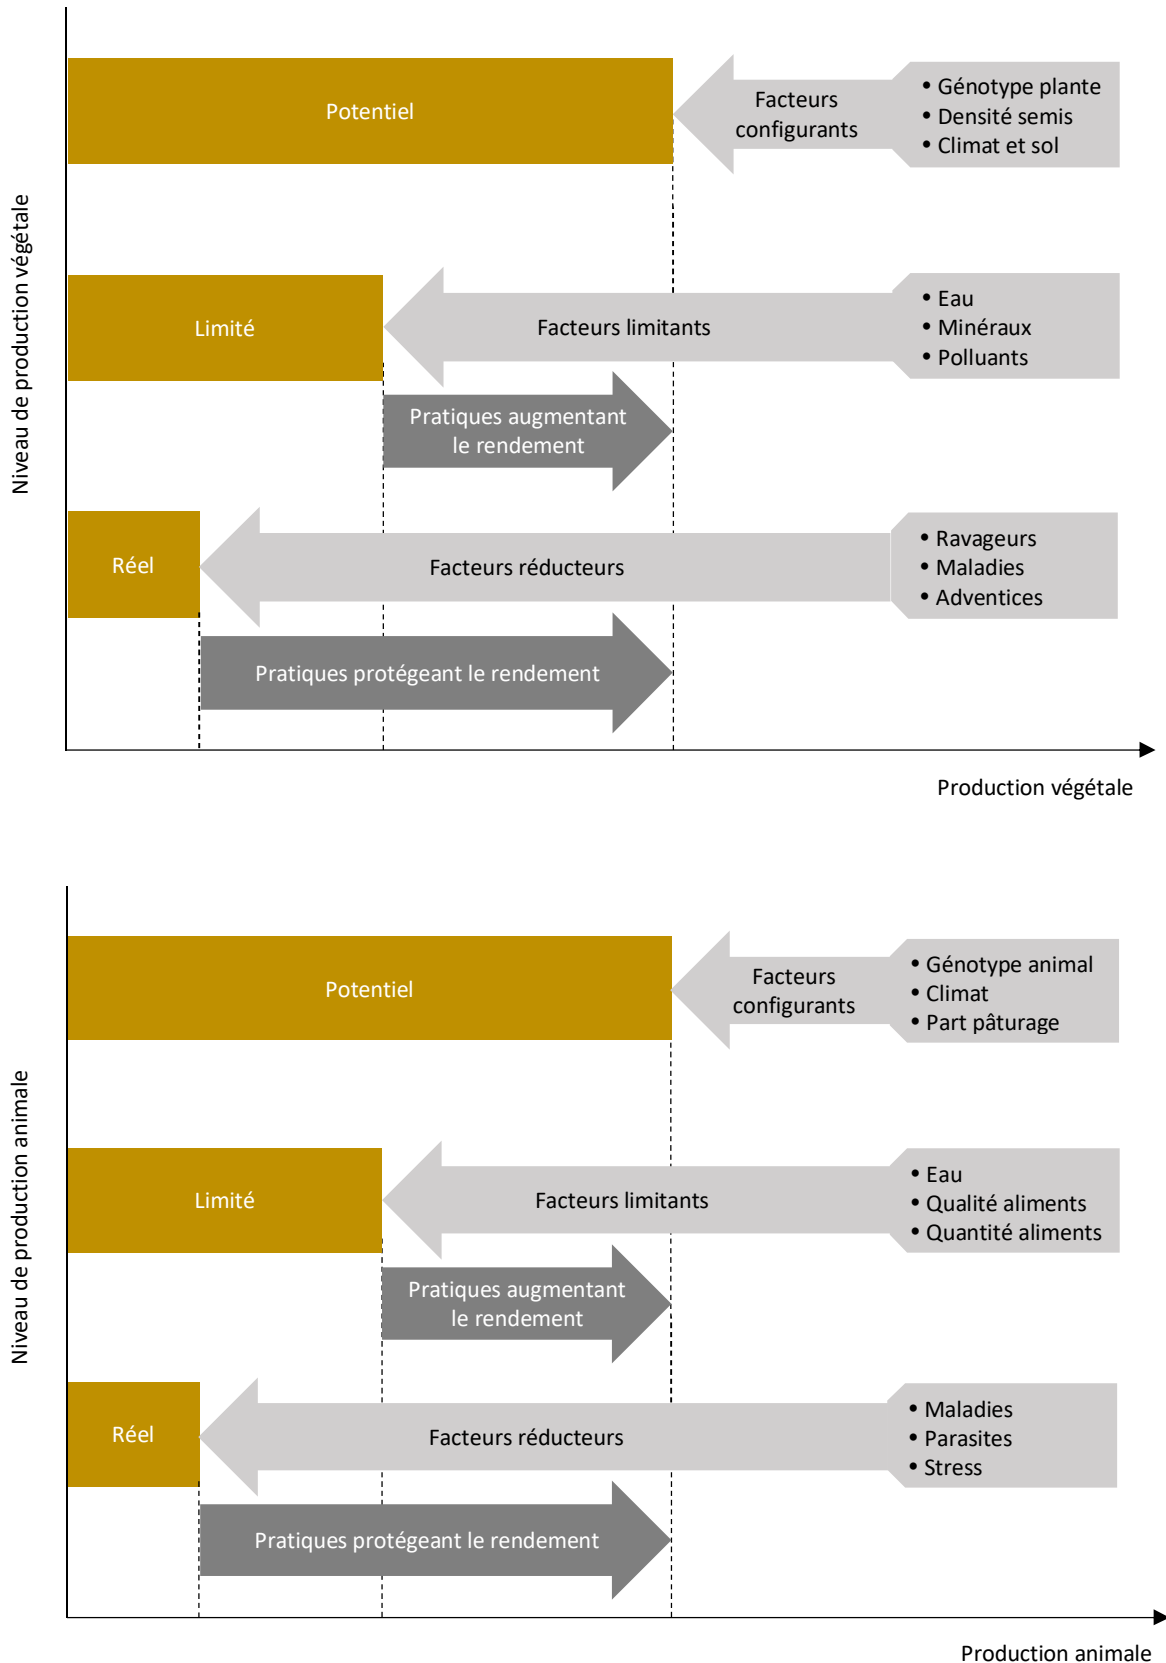 Niveau de production végétale
Potentiel
Facteurs
configurants
• Génotype plante
• Densité semis
• Climat et sol
Limité
Facteurs limitants
• Eau
• Minéraux
• Polluants
Pratiques augmentant
le rendement
Réel
Facteurs réducteurs
• Ravageurs
• Maladies
• Adventices
Pratiques protégeant le rendement
Production végétale
Niveau de production animale
Potentiel
Facteurs
configurants
• Génotype animal
• Climat
• Part pâturage
Limité
Facteurs limitants
• Eau
• Qualité aliments
• Quantité aliments
Pratiques augmentant
le rendement
Réel
Facteurs réducteurs
• Maladies
• Parasites
• Stress
Pratiques protégeant le rendement
Production animale